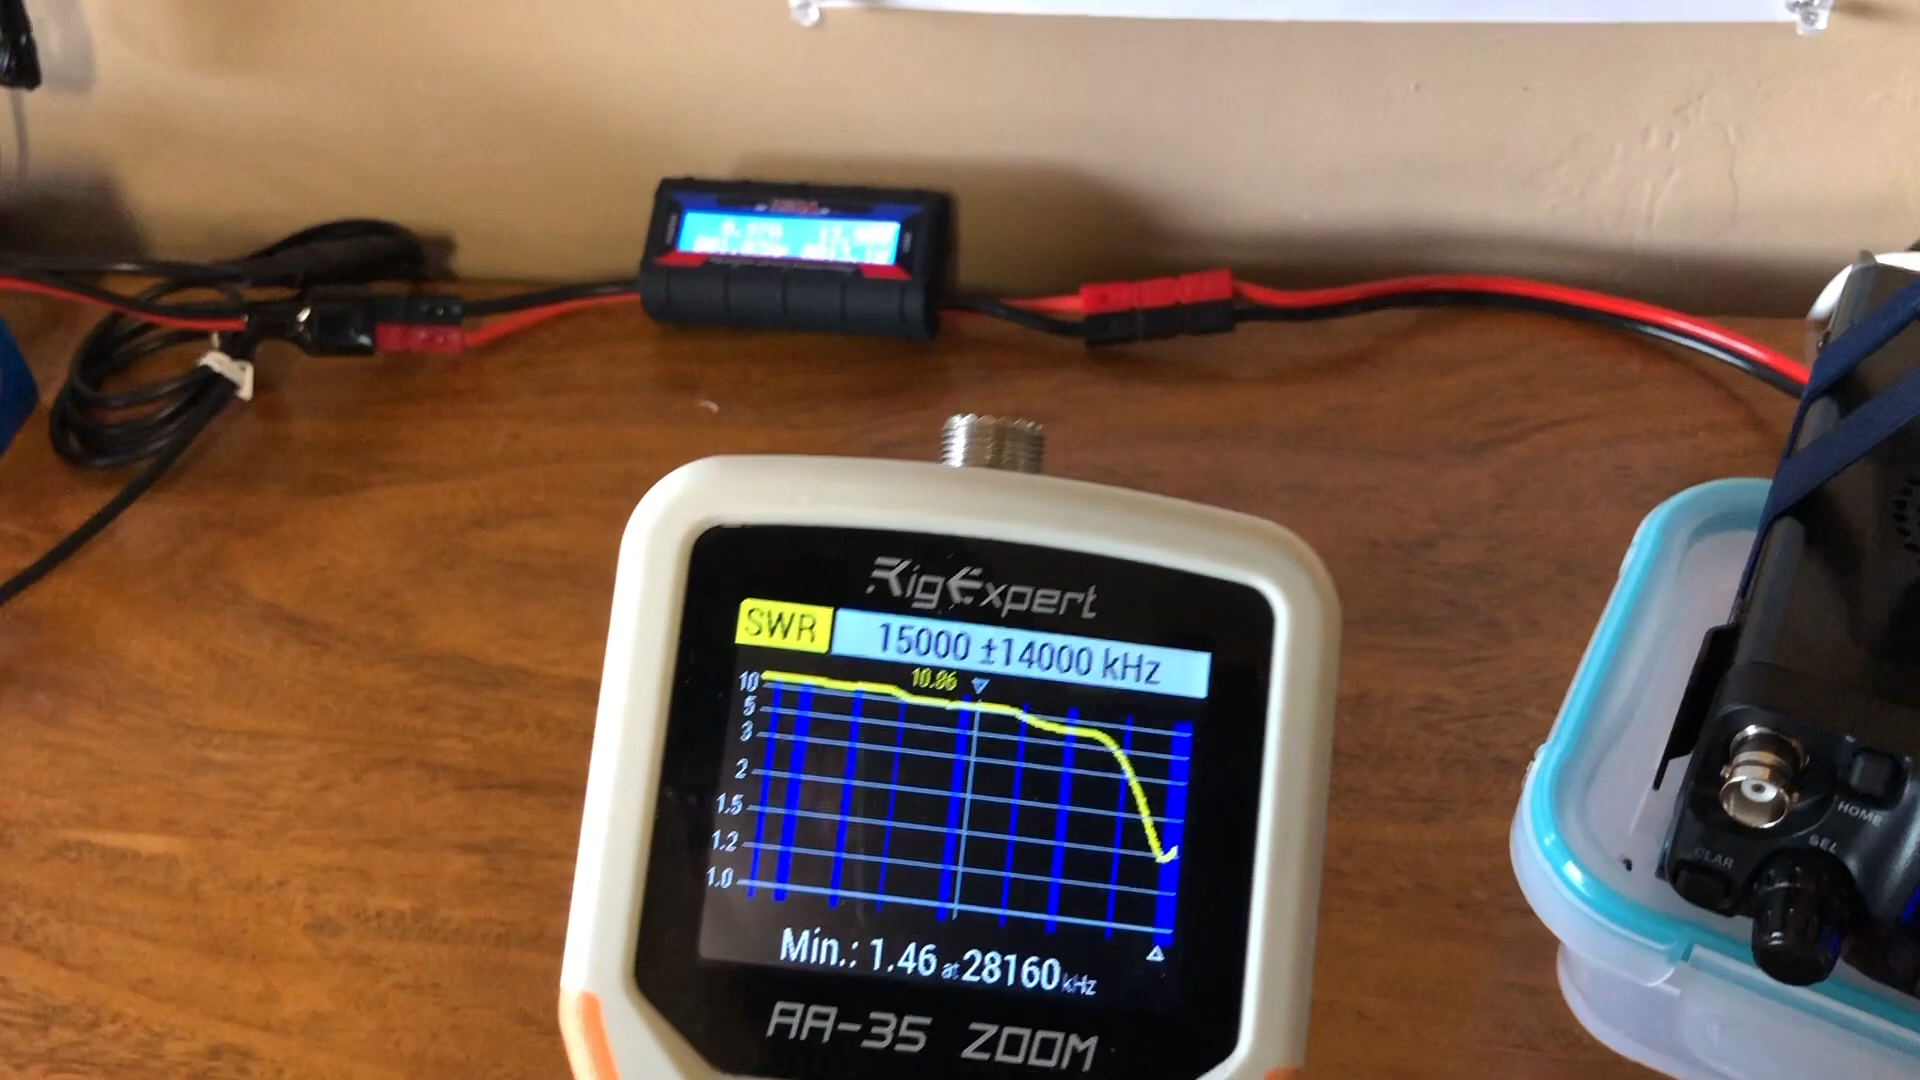 RigExpert
SWR 15000 ±14000 kHz
10.86
10
5
3
2
1.5
1.2
1.0
Min.: 1.46 at 28160 kHz
AA-35 ZOOM
HOME
SEL
CLAR